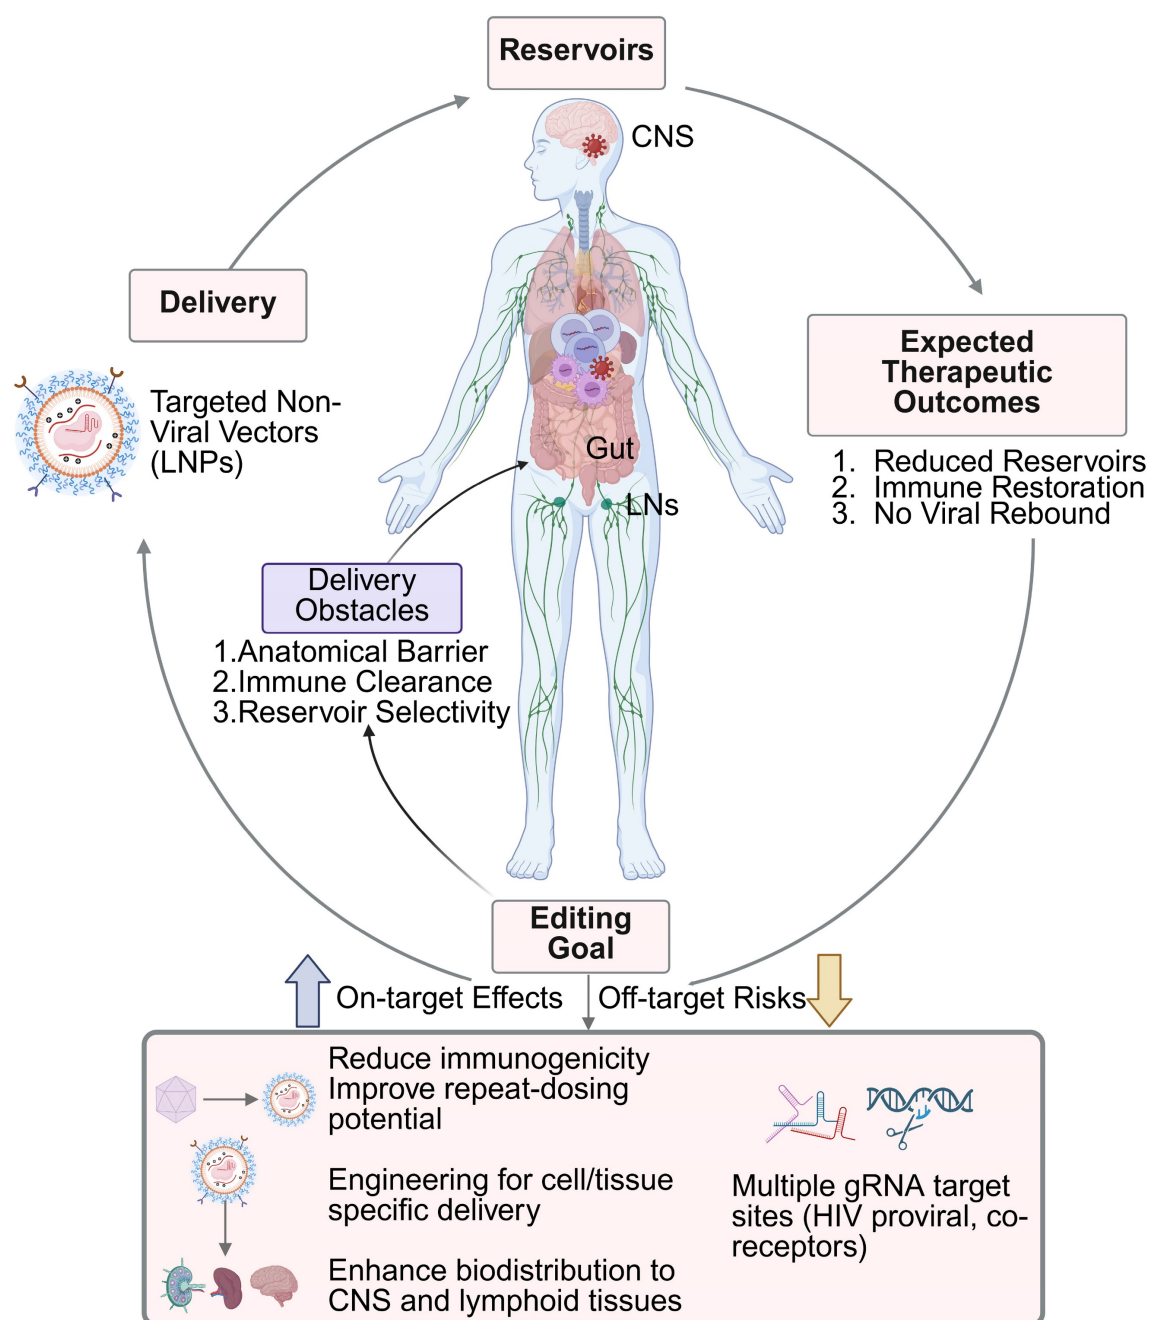 Reservoirs
CNS
Delivery
Targeted Non-
Viral Vectors
(LNPs)
Expected
Therapeutic
Outcomes
1. Reduced Reservoirs
2. Immune Restoration
3. No Viral Rebound
Gut
LNs
Delivery
Obstacles
1.Anatomical Barrier
2.Immune Clearance
3.Reservoir Selectivity
Editing
Goal
On-target Effects
Off-target Risks
Reduce immunogenicity
Improve repeat-dosing
potential
Engineering for cell/tissue
specific delivery
Enhance biodistribution to
CNS and lymphoid tissues
Multiple gRNA target
sites (HIV proviral, co-
receptors)